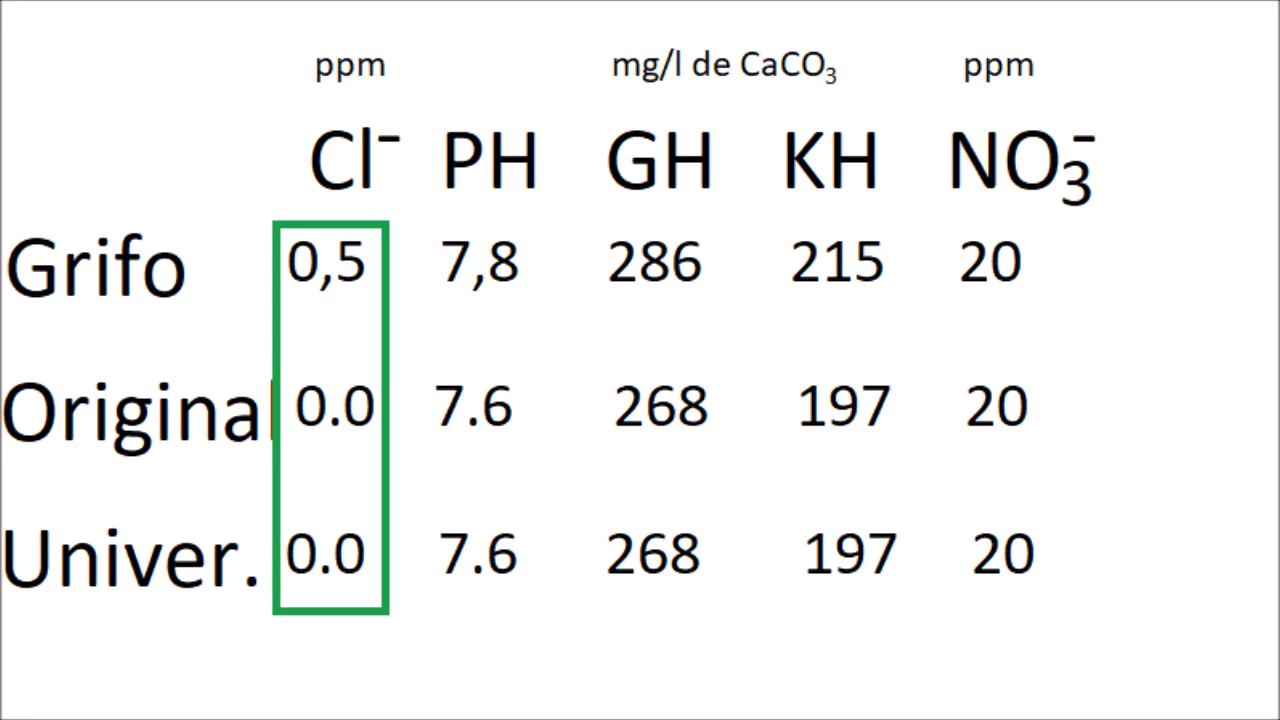 ppm mg/l de CaCO₃ ppm
Cl⁻ PH GH KH NO₃⁻
Grifo 0,5 7,8 286 215 20
Original 0.0 7.6 268 197 20
Univer. 0.0 7.6 268 197 20